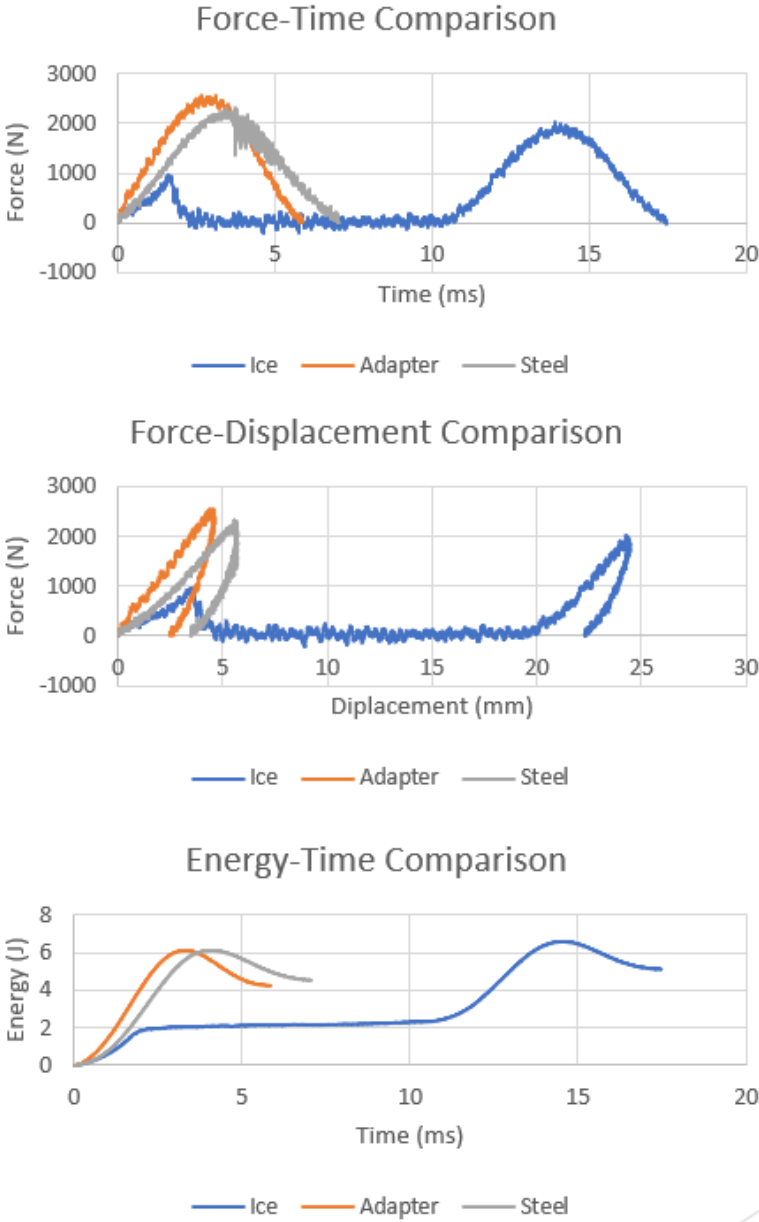 Force-Time Comparison
3000
2000
1000
0
-1000
Force (N)
0 5 10 15 20
Time (ms)
Ice Adapter Steel
Force-Displacement Comparison
3000
2000
1000
0
-1000
Force (N)
0 5 10 15 20 25 30
Diplacement (mm)
Ice Adapter Steel
Energy-Time Comparison
8
6
4
2
0
Energy (J)
0 5 10 15 20
Time (ms)
Ice Adapter Steel